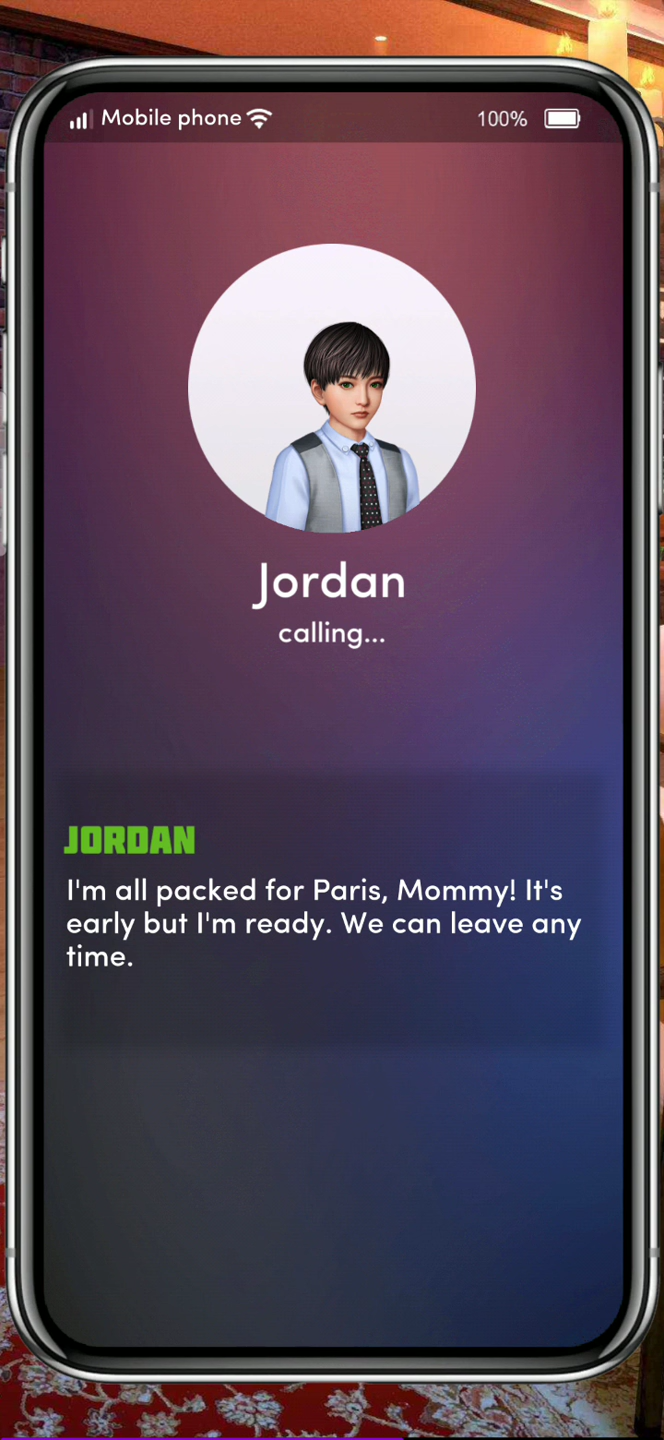 Mobile phone 100%
Jordan
calling...
JORDAN
I'm all packed for Paris, Mommy! It's
early but I'm ready. We can leave any
time.